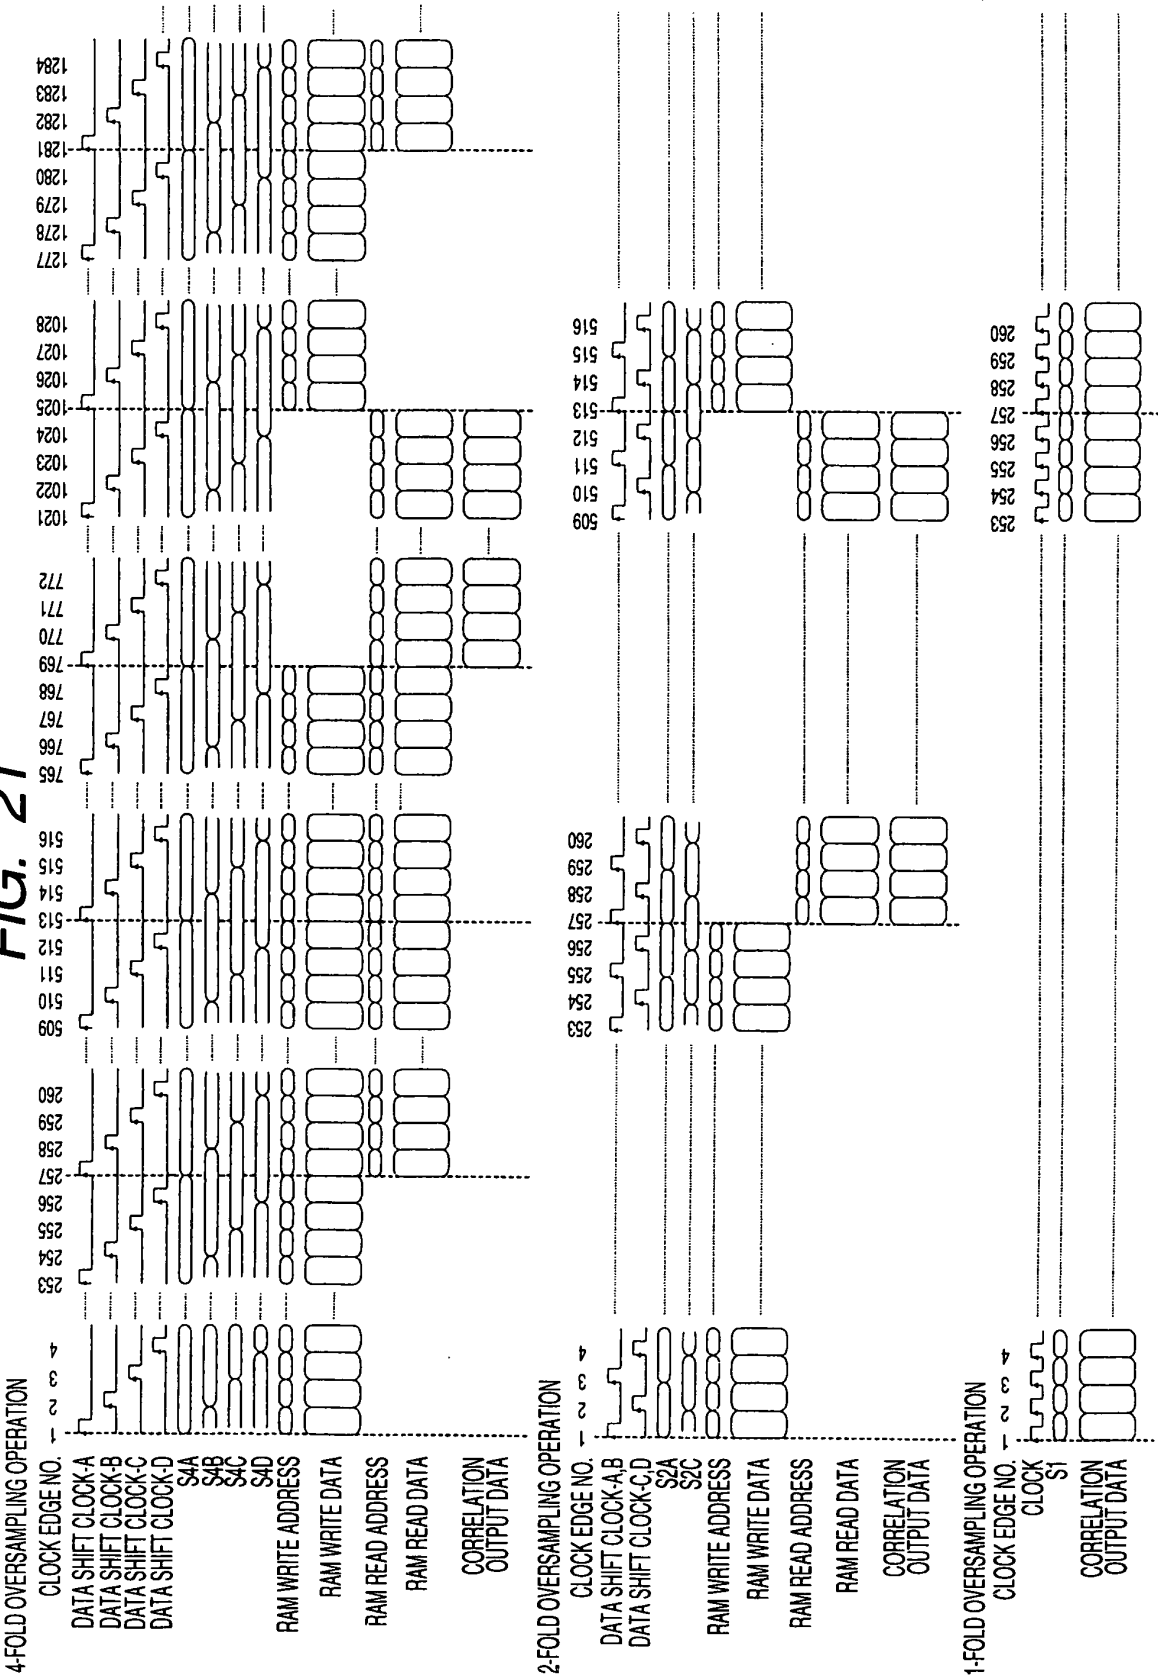 FIG. 21
4-FOLD OVERSAMPLING OPERATION
CLOCK EDGE NO. 1 2 3 4 253 254 255 256 257 258 259 260 509 510 511 512 513 514 515 516 765 766 767 768 769 770 771 772 1021 1022 1023 1024 1025 1026 1027 1028 1277 1278 1279 1280 1281 1282 1283 1284
DATA SHIFT CLOCK-A
DATA SHIFT CLOCK-B
DATA SHIFT CLOCK-C
DATA SHIFT CLOCK-D
S4A
S4B
S4C
S4D
RAM WRITE ADDRESS
RAM WRITE DATA
RAM READ ADDRESS
RAM READ DATA
CORRELATION
OUTPUT DATA
2-FOLD OVERSAMPLING OPERATION
CLOCK EDGE NO. 1 2 3 4 253 254 255 256 257 258 259 260 509 510 511 512 513 514 515 516
DATA SHIFT CLOCK-A,B
DATA SHIFT CLOCK-C,D
S2A
S2C
RAM WRITE ADDRESS
RAM WRITE DATA
RAM READ ADDRESS
RAM READ DATA
CORRELATION
OUTPUT DATA
1-FOLD OVERSAMPLING OPERATION
CLOCK EDGE NO. 1 2 3 4 253 254 255 256 257 258 259 260
CLOCK
S1
CORRELATION
OUTPUT DATA